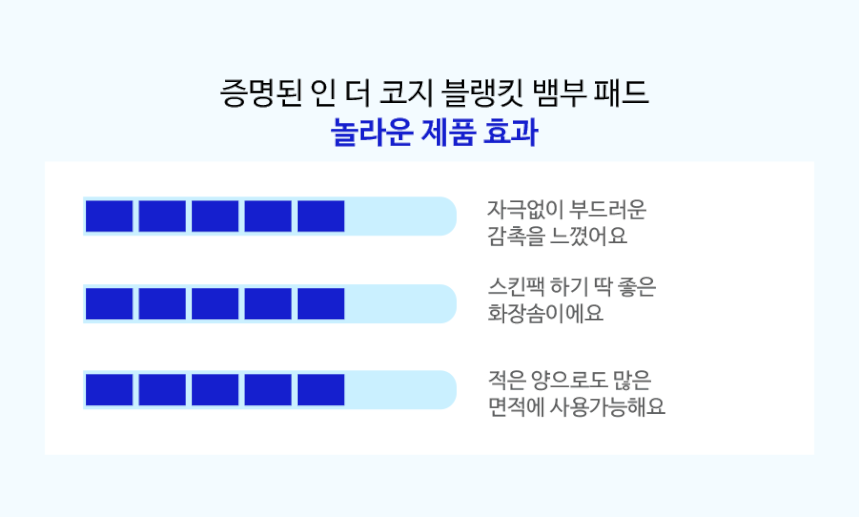 증명된 인 더 코지 블랭킷 뱀부 패드
놀라운 제품 효과
자극없이 부드러운
감촉을 느꼈어요
스킨팩 하기 딱 좋은
화장솜이에요
적은 양으로도 많은
면적에 사용가능해요